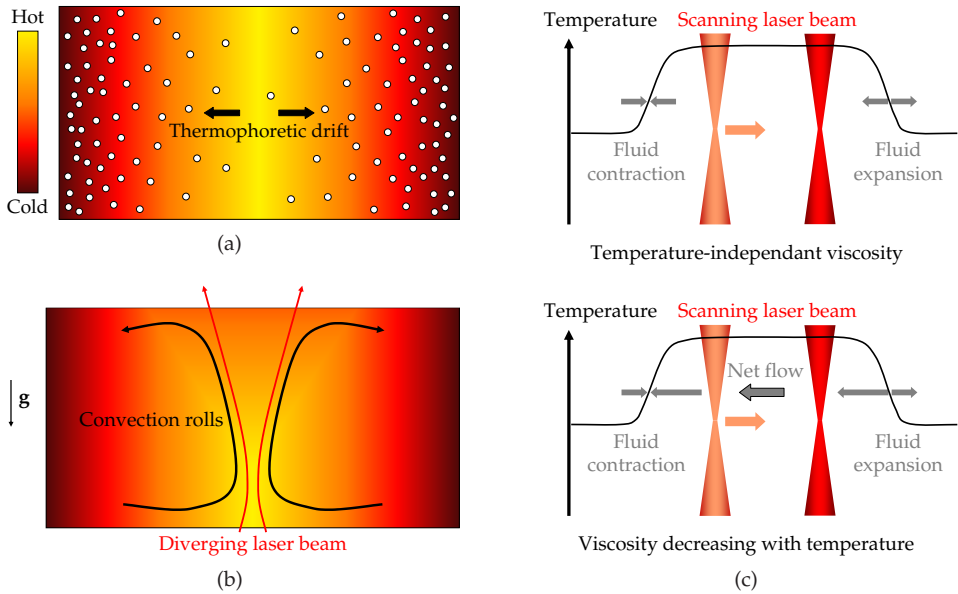 Hot
Cold
Thermophoretic drift
(a)
g
Convection rolls
Diverging laser beam
(b)
Temperature
Scanning laser beam
Fluid
contraction
Fluid
expansion
Temperature-independant viscosity
Temperature
Scanning laser beam
Net flow
Fluid
contraction
Fluid
expansion
Viscosity decreasing with temperature
(c)